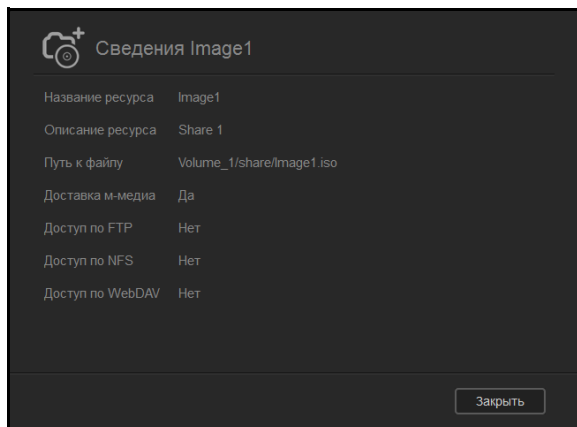 Сведения Image1
Название ресурса Image1
Описание ресурса Share 1
Путь к файлу Volume_1/share/Image1.iso
Доставка м-медиа Да
Доступ по FTP Нет
Доступ по NFS Нет
Доступ по WebDAV Нет
Закрыть